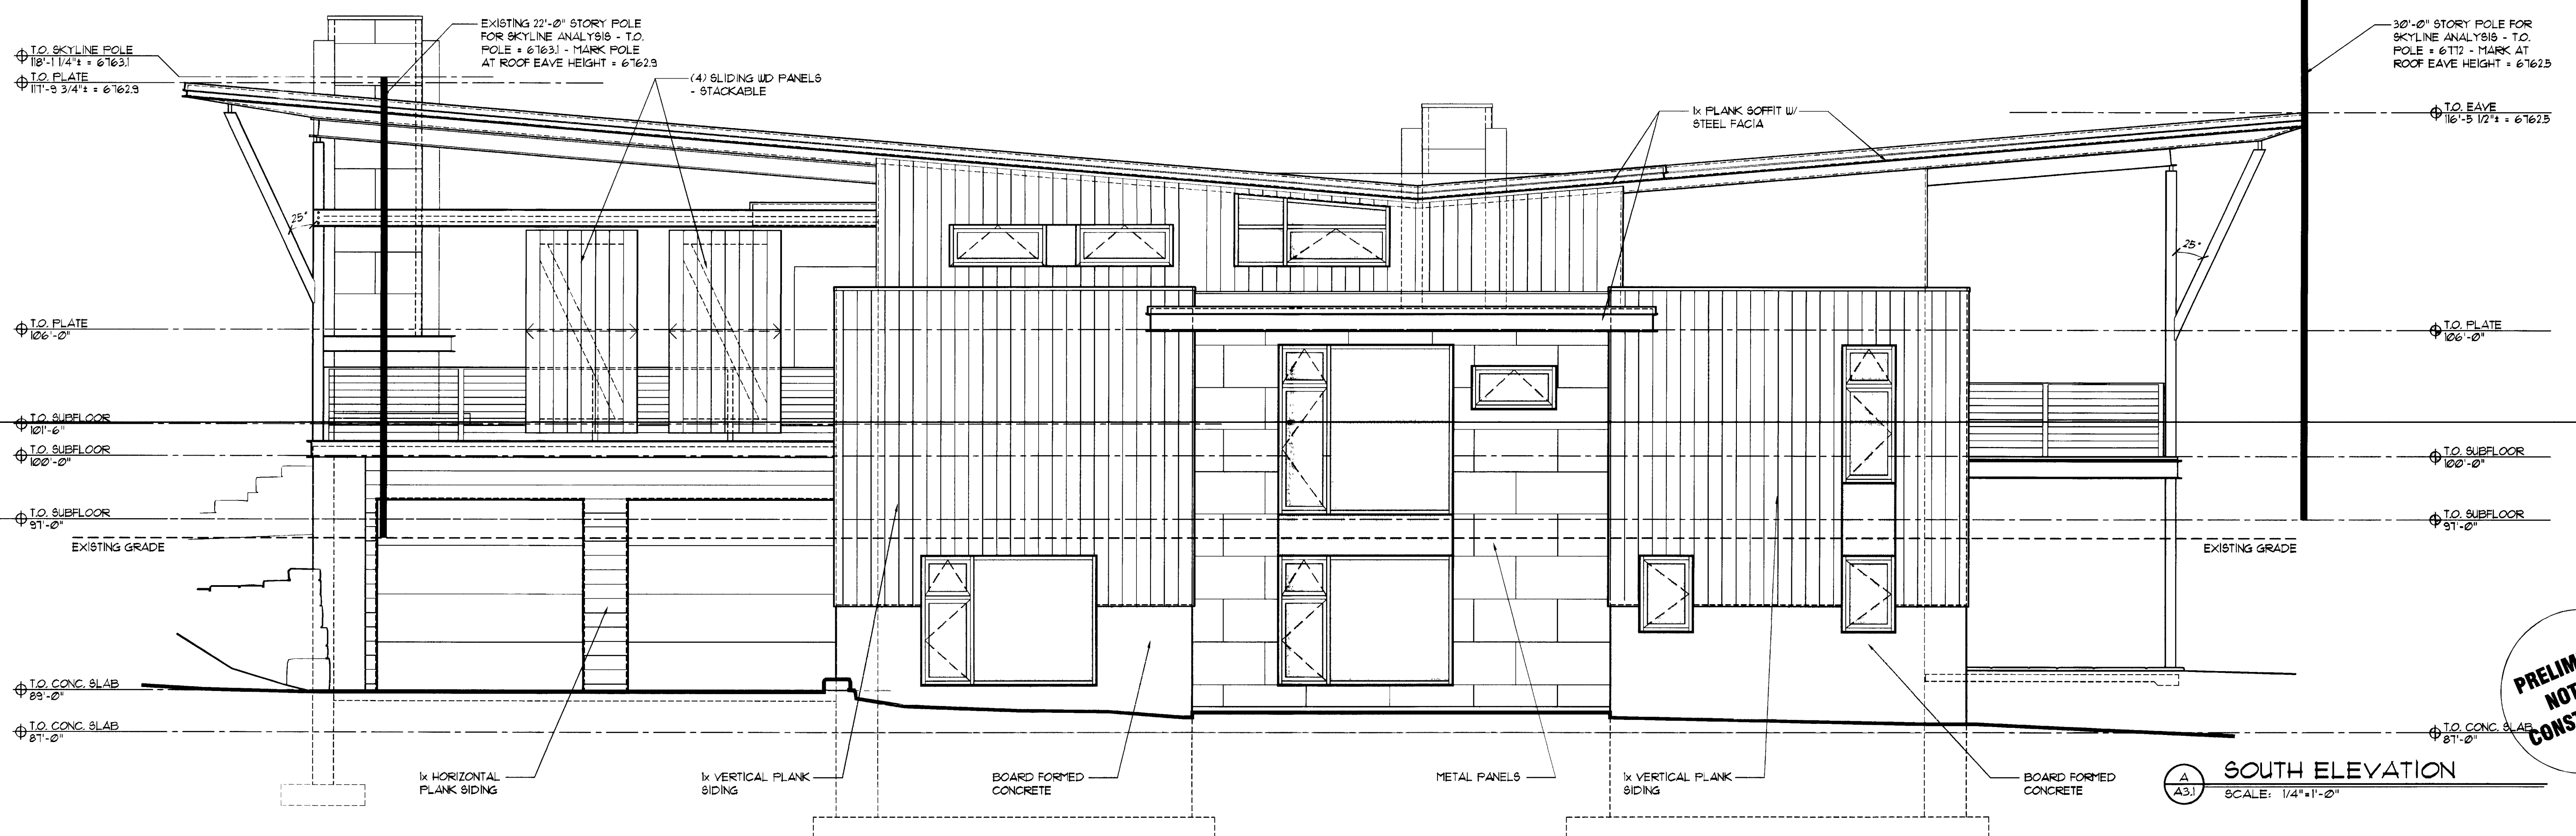 EXISTING 22'-0" STORY POLE
FOR SKYLINE ANALYSIS - T.O.
POLE = 6763.1 - MARK POLE
AT ROOF EAVE HEIGHT = 6762.9
30'-0" STORY POLE FOR
SKYLINE ANALYSIS - T.O.
POLE = 6772 - MARK AT
ROOF EAVE HEIGHT = 6762.5
T.O. SKYLINE POLE
118'-1 1/4"± = 6763.1
T.O. PLATE
117'-9 3/4"± = 6762.9
(4) SLIDING WD PANELS
- STACKABLE
1x PLANK SOFFIT W/
STEEL FACIA
T.O. EAVE
116'-5 1/2"± = 6762.5
25°
25°
T.O. PLATE
106'-0"
T.O. PLATE
106'-0"
T.O. SUBFLOOR
101'-6"
T.O. SUBFLOOR
100'-0"
T.O. SUBFLOOR
100'-0"
T.O. SUBFLOOR
97'-0"
T.O. SUBFLOOR
97'-0"
EXISTING GRADE
EXISTING GRADE
T.O. CONC. SLAB
89'-0"
T.O. CONC. SLAB
87'-0"
T.O. CONC. SLAB
87'-0"
PRELIM
NOT
CONST
1x HORIZONTAL
PLANK SIDING
1x VERTICAL PLANK
SIDING
BOARD FORMED
CONCRETE
METAL PANELS
1x VERTICAL PLANK
SIDING
BOARD FORMED
CONCRETE
A
A3.1
SOUTH ELEVATION
SCALE: 1/4"=1'-0"